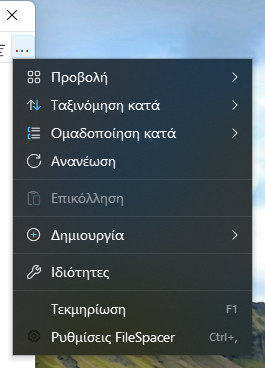 Προβολή
Ταξινόμηση κατά
Ομαδοποίηση κατά
Ανανέωση
Επικόλληση
Δημιουργία
Ιδιότητες
Τεκμηρίωση F1
Ρυθμίσεις FileSpacer Ctrl+,